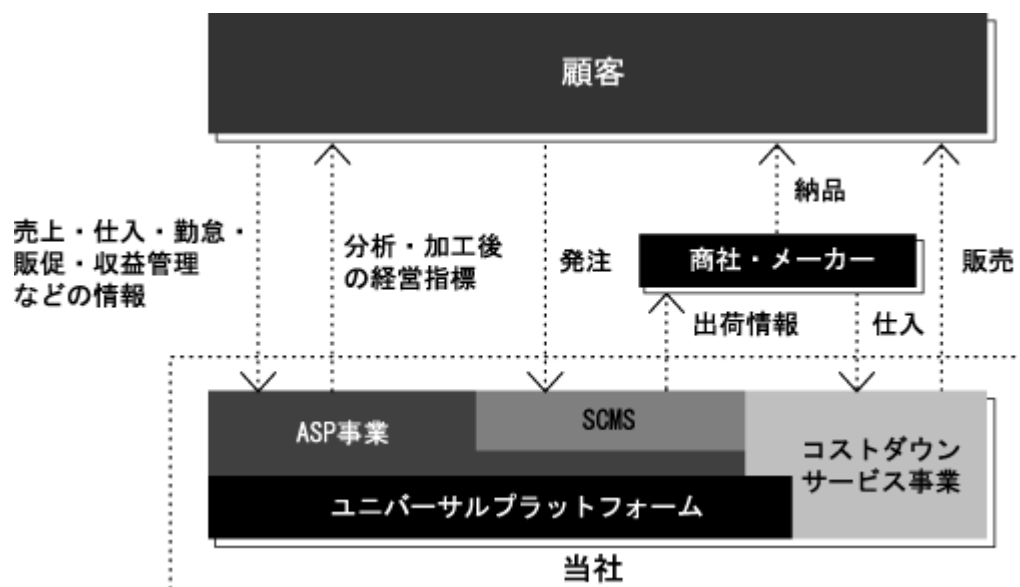 顧客
納品
売上・仕入・勤怠・
販促・収益管理
などの情報
分析・加工後
の経営指標
発注
商社・メーカー
販売
出荷情報
仕入
ASP事業
SCMS
コストダウン
サービス事業
ユニバーサルプラットフォーム
当社